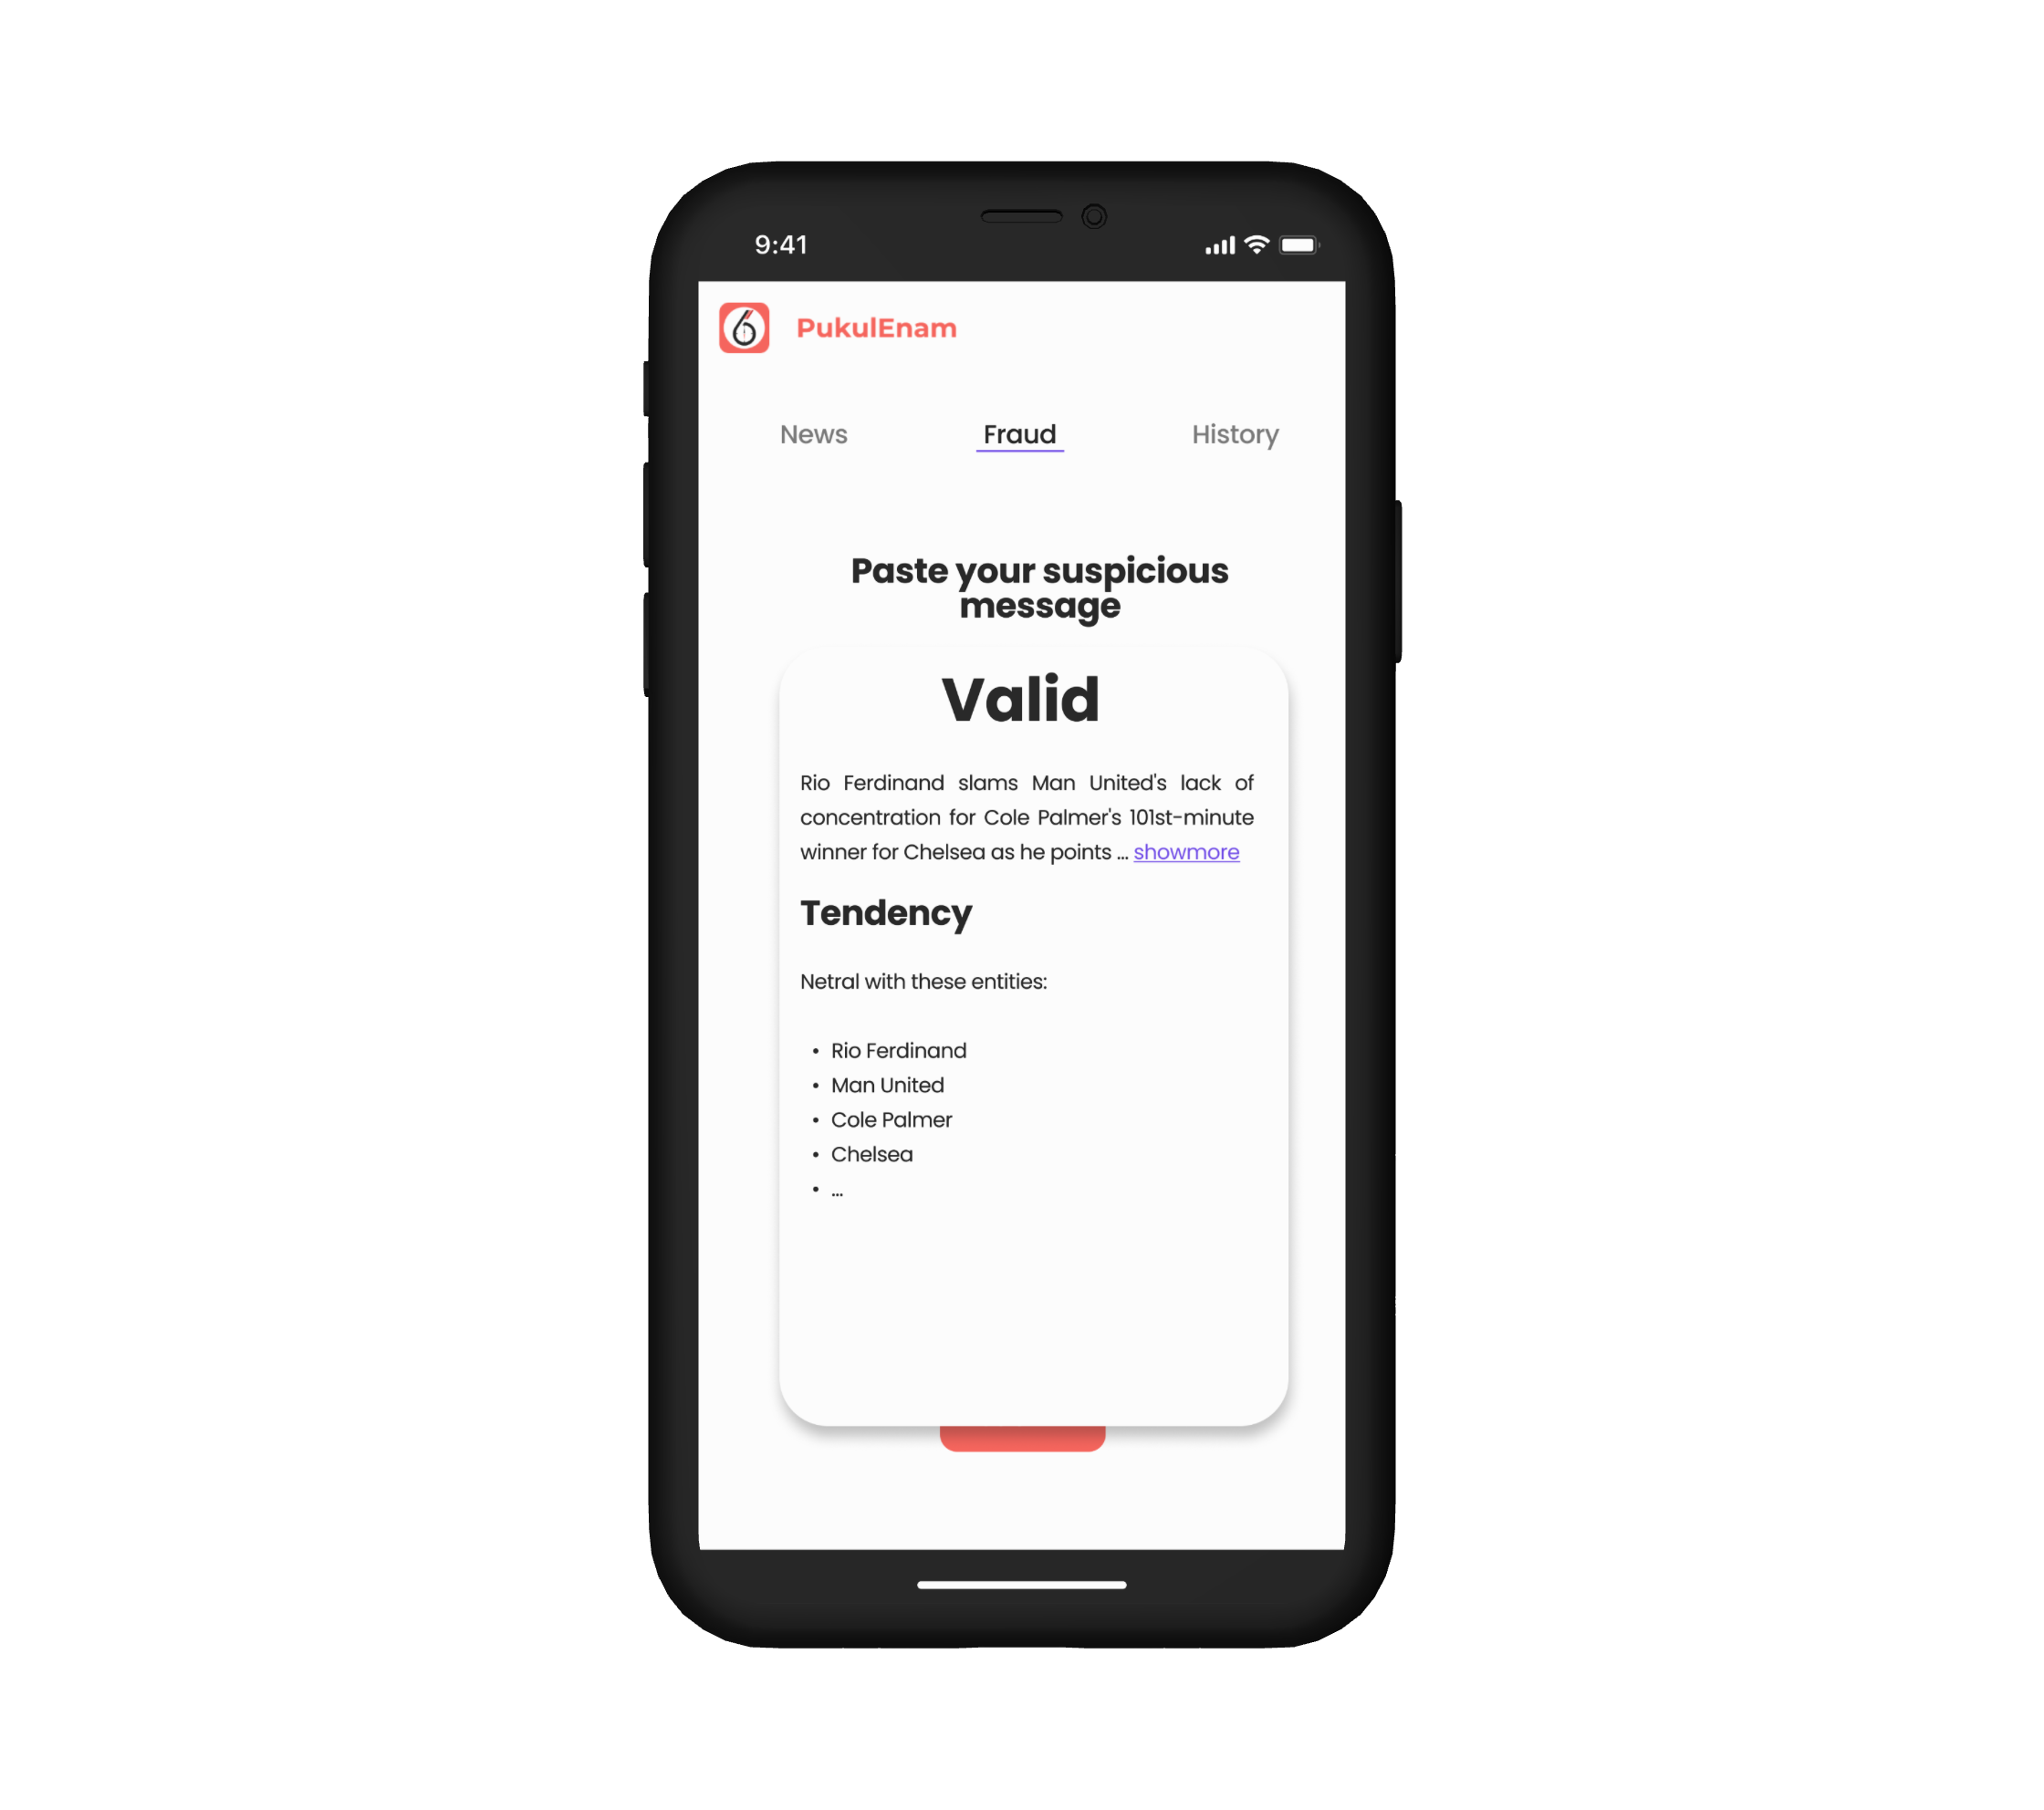 9:41
6
PukulEnam
News Fraud History
Paste your suspicious
message
Valid
Rio Ferdinand slams Man United's lack of
concentration for Cole Palmer's 101st-minute
winner for Chelsea as he points ... showmore
Tendency
Netral with these entities:
• Rio Ferdinand
• Man United
• Cole Palmer
• Chelsea
• ...